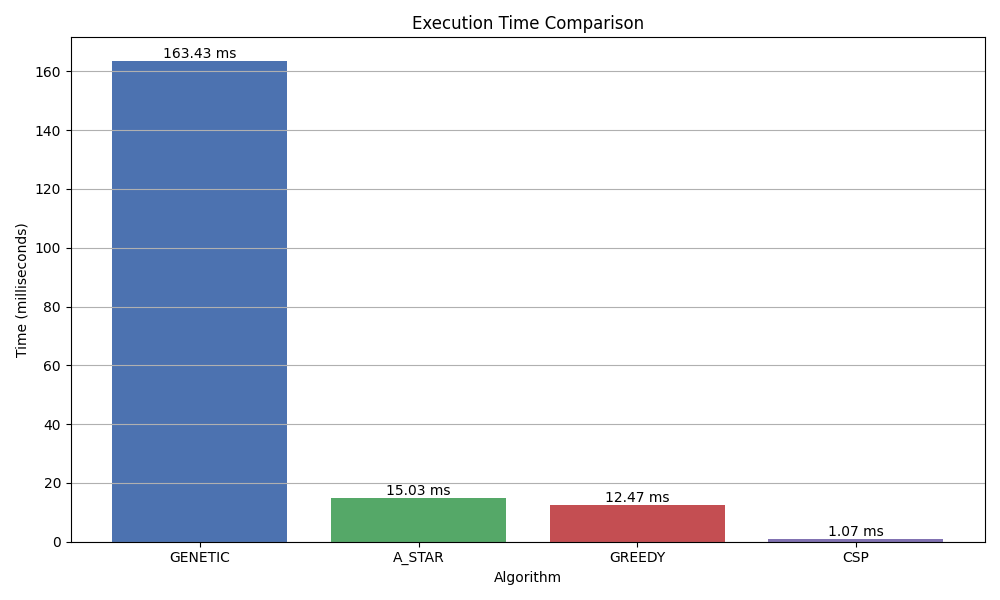 Execution Time Comparison
163.43 ms
15.03 ms
12.47 ms
1.07 ms
Time (milliseconds)
160
140
120
100
80
60
40
20
0
GENETIC A_STAR GREEDY CSP
Algorithm